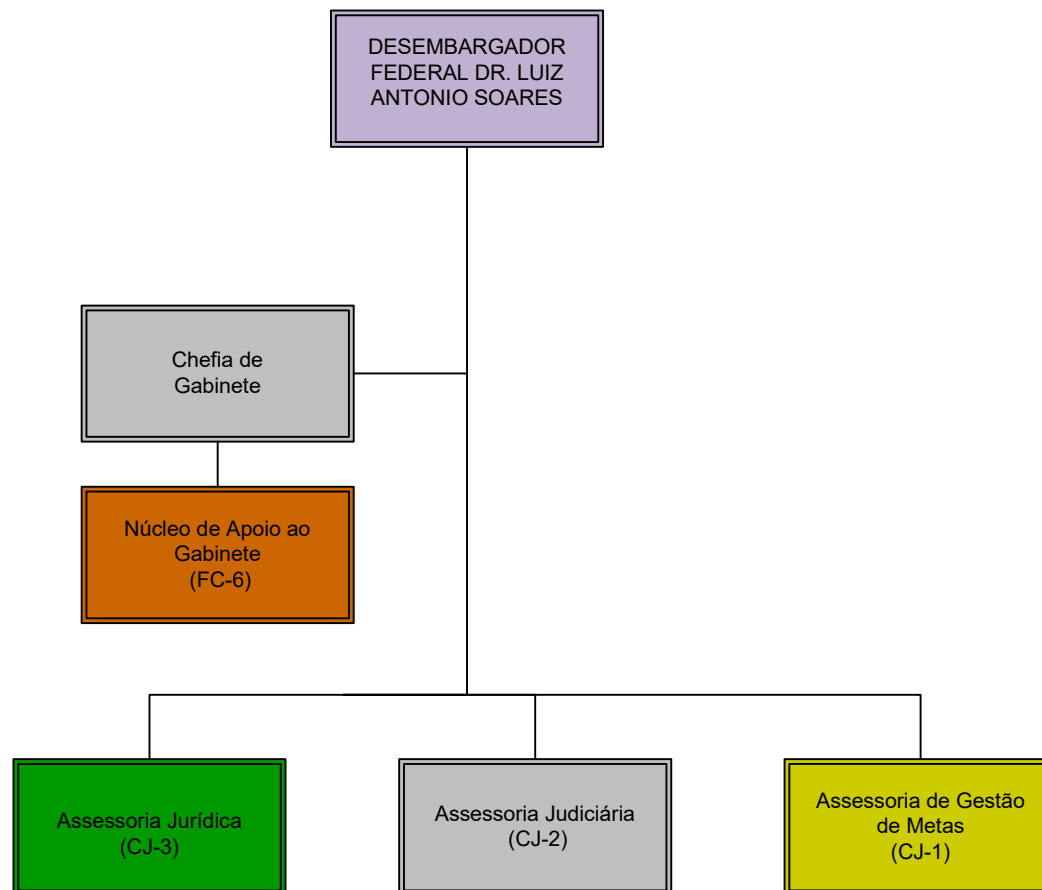 DESEMBARGADOR
FEDERAL DR. LUIZ
ANTONIO SOARES
Chefia de
Gabinete
Núcleo de Apoio ao
Gabinete
(FC-6)
Assessoria Jurídica
(CJ-3)
Assessoria Judiciária
(CJ-2)
Assessoria de Gestão
de Metas
(CJ-1)